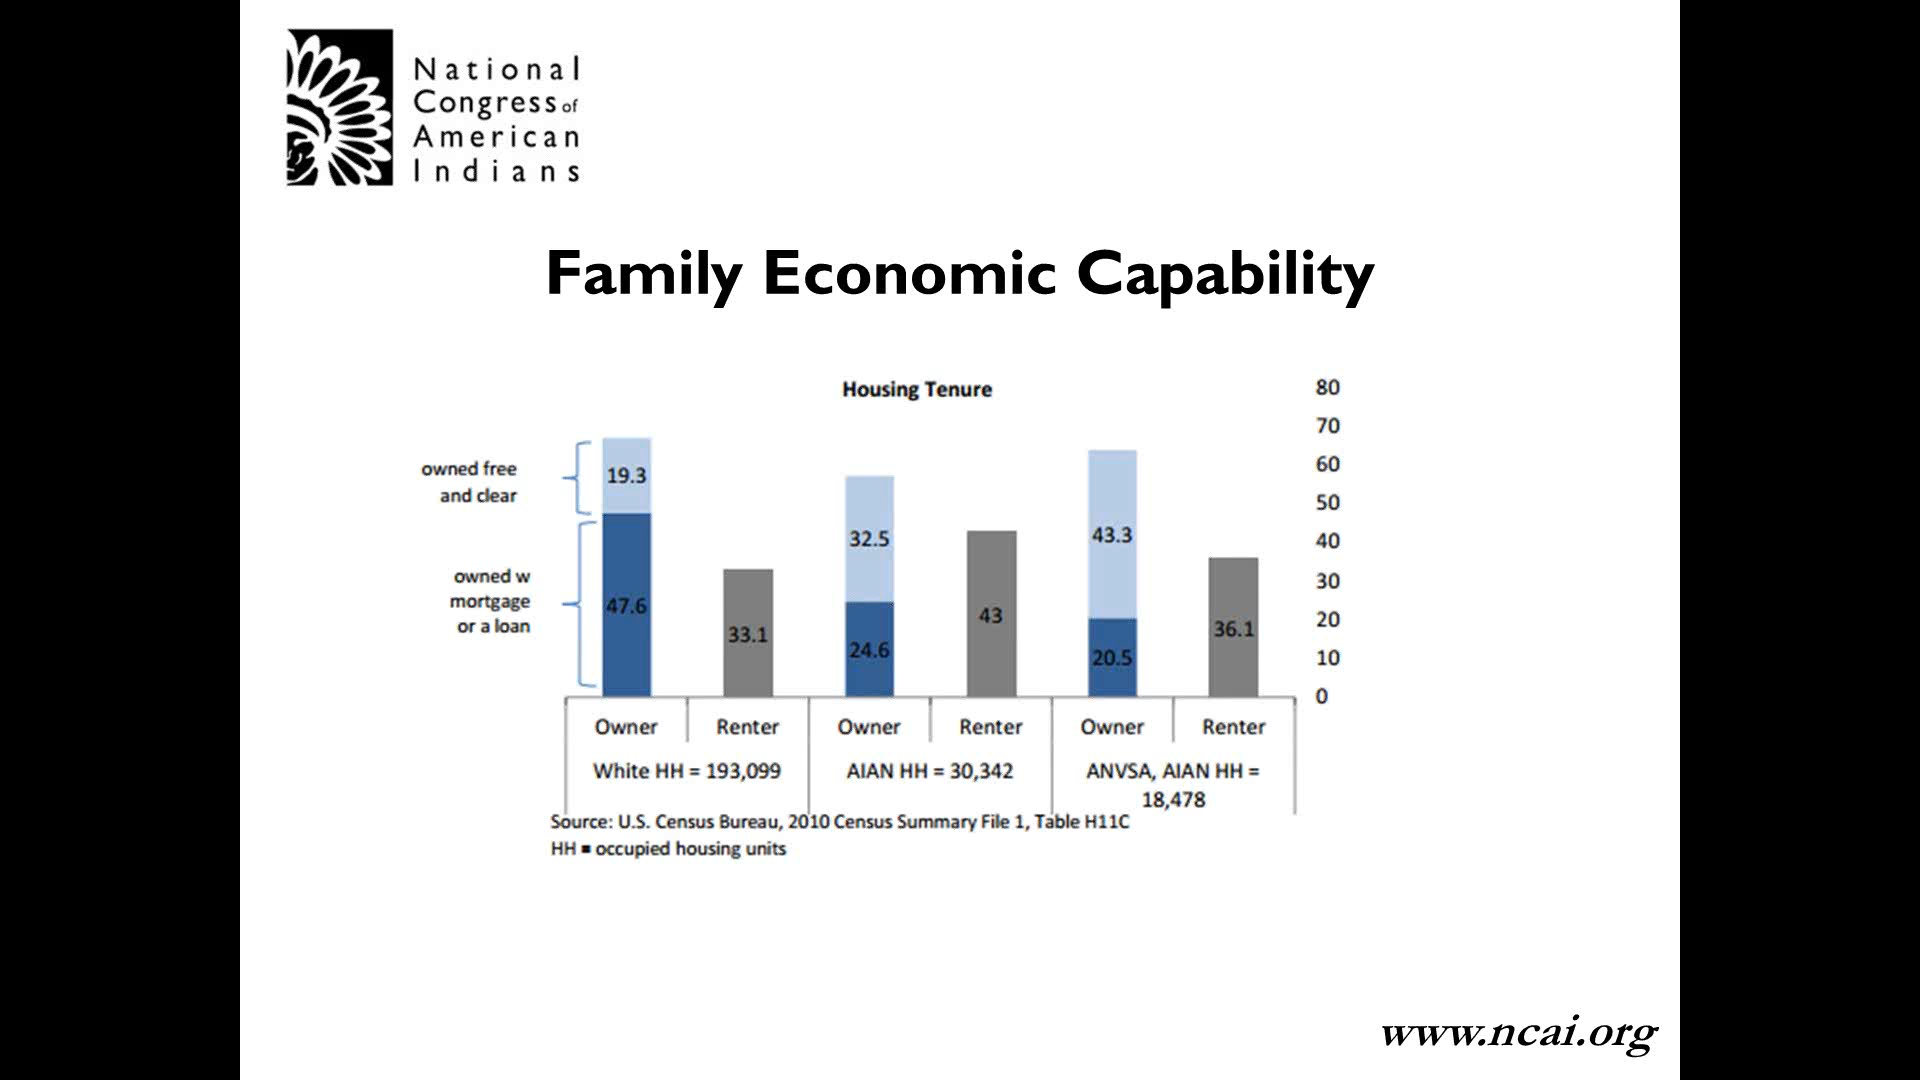 National
Congress of
American
Indians
Family Economic Capability
Housing Tenure
80
70
60
50
40
30
20
10
0
owned free
and clear
owned w
mortgage
or a loan
19.3
47.6
33.1
32.5
24.6
43
43.3
20.5
36.1
Owner Renter Owner Renter Owner Renter
White HH = 193,099
AIAN HH = 30,342
ANVSA, AIAN HH =
18,478
Source: U.S. Census Bureau, 2010 Census Summary File 1, Table H11C
HH = occupied housing units
www.ncai.org